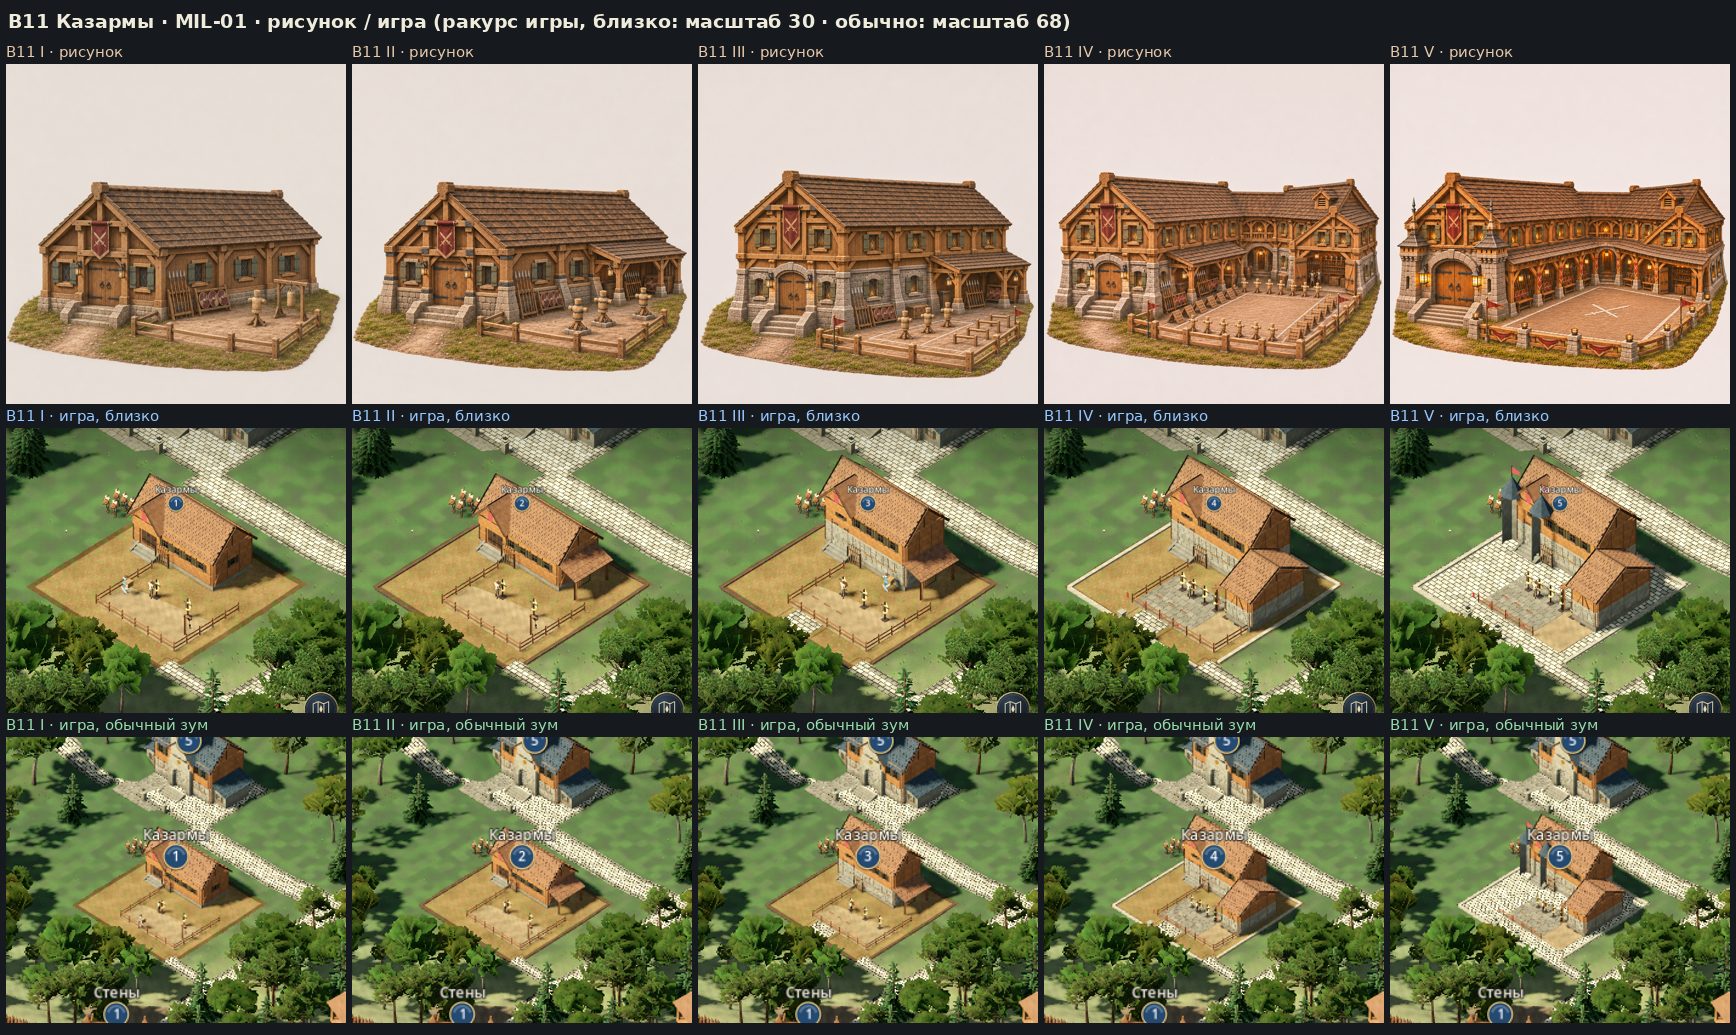 B11 Казармы · MIL-01 · рисунок / игра (ракурс игры, близко: масштаб 30 · обычно: масштаб 68)
B11 I · рисунок
B11 II · рисунок
B11 III · рисунок
B11 IV · рисунок
B11 V · рисунок
B11 I · игра, близко
B11 II · игра, близко
B11 III · игра, близко
B11 IV · игра, близко
B11 V · игра, близко
Казармы
1
Казармы
2
Казармы
3
Казармы
4
Казармы
5
B11 I · игра, обычный зум
B11 II · игра, обычный зум
B11 III · игра, обычный зум
B11 IV · игра, обычный зум
B11 V · игра, обычный зум
5
5
5
5
5
Казармы
1
Казармы
2
Казармы
3
Казармы
4
Казармы
5
Стены
1
Стены
1
Стены
1
Стены
1
Стены
1